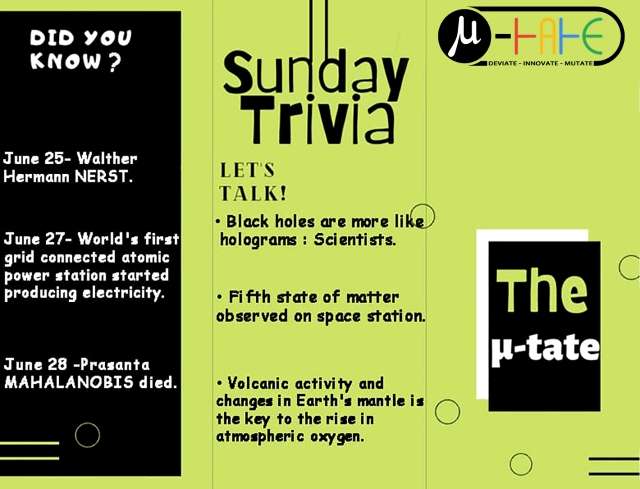 DID YOU
KNOW?
June 25- Walther
Hermann NERST.
June 27- World's first
grid connected atomic
power station started
producing electricity.
June 28 -Prasanta
MAHALANOBIS died.
Sunday
Trivia
LET'S
TALK!
• Black holes are more like
holograms : Scientists.
• Fifth state of matter
observed on space station.
• Volcanic activity and
changes in Earth's mantle is
the key to the rise in
atmospheric oxygen.
µ-TATE
DEVIATE - INNOVATE - MUTATE
The
µ-tate